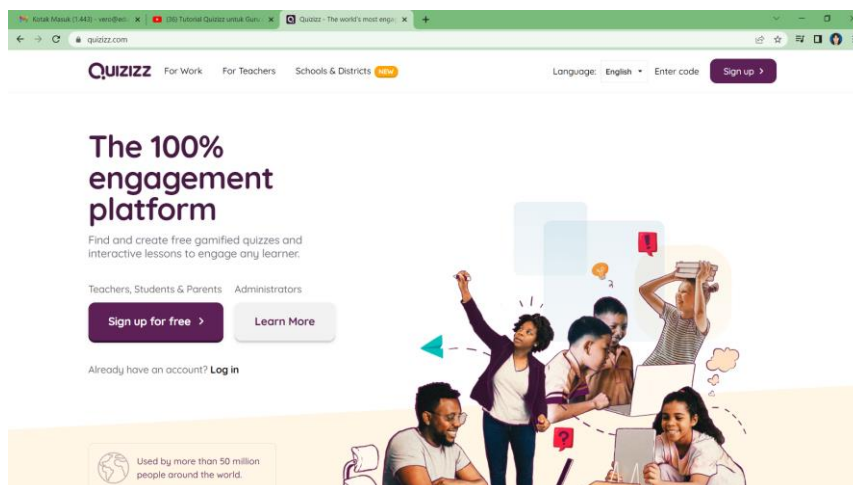 Kotak Masuk (1.443) - vero@edu
(36) Tutorial Quizizz untuk Guru
Quizizz - The world's most engag
quizizz.com
QUIZIZZ For Work For Teachers Schools & Districts NEW Language: English Enter code Sign up >
The 100%
engagement
platform
Find and create free gamified quizzes and
interactive lessons to engage any learner.
Teachers, Students & Parents Administrators
Sign up for free > Learn More
Already have an account? Log in
Used by more than 50 million
people around the world.